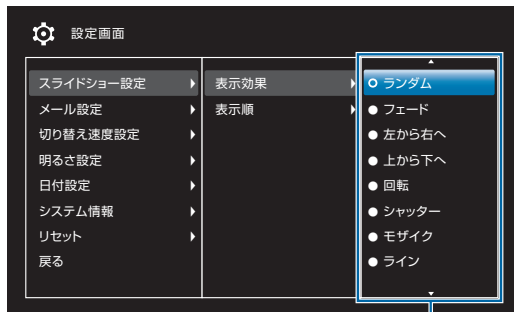 設定画面
スライドショー設定
メール設定
切り替え速度設定
明るさ設定
日付設定
システム情報
リセット
戻る
表示効果
表示順
ランダム
フェード
左から右へ
上から下へ
回転
シャッター
モザイク
ライン